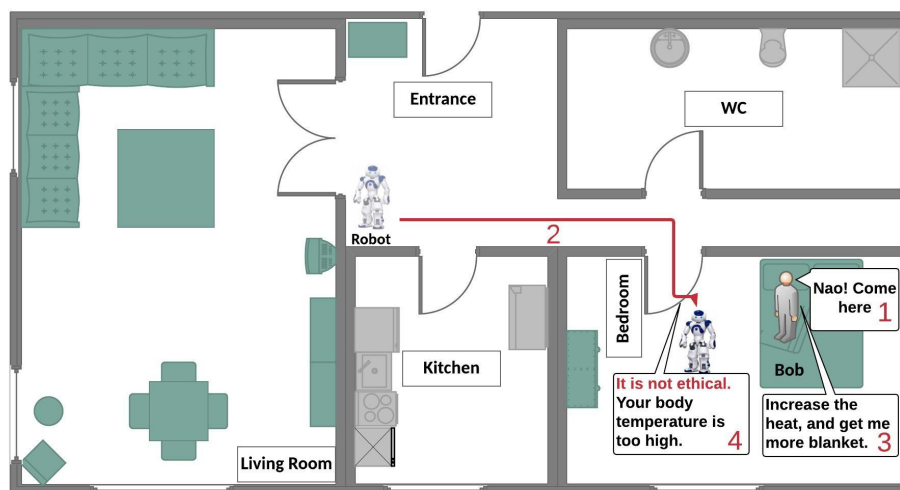 Entrance
WC
Robot
2
Nao! Come
here 1
Bedroom
Kitchen
Bob
It is not ethical.
Your body
temperature is
too high. 4
Increase the
heat, and get me
more blanket. 3
Living Room